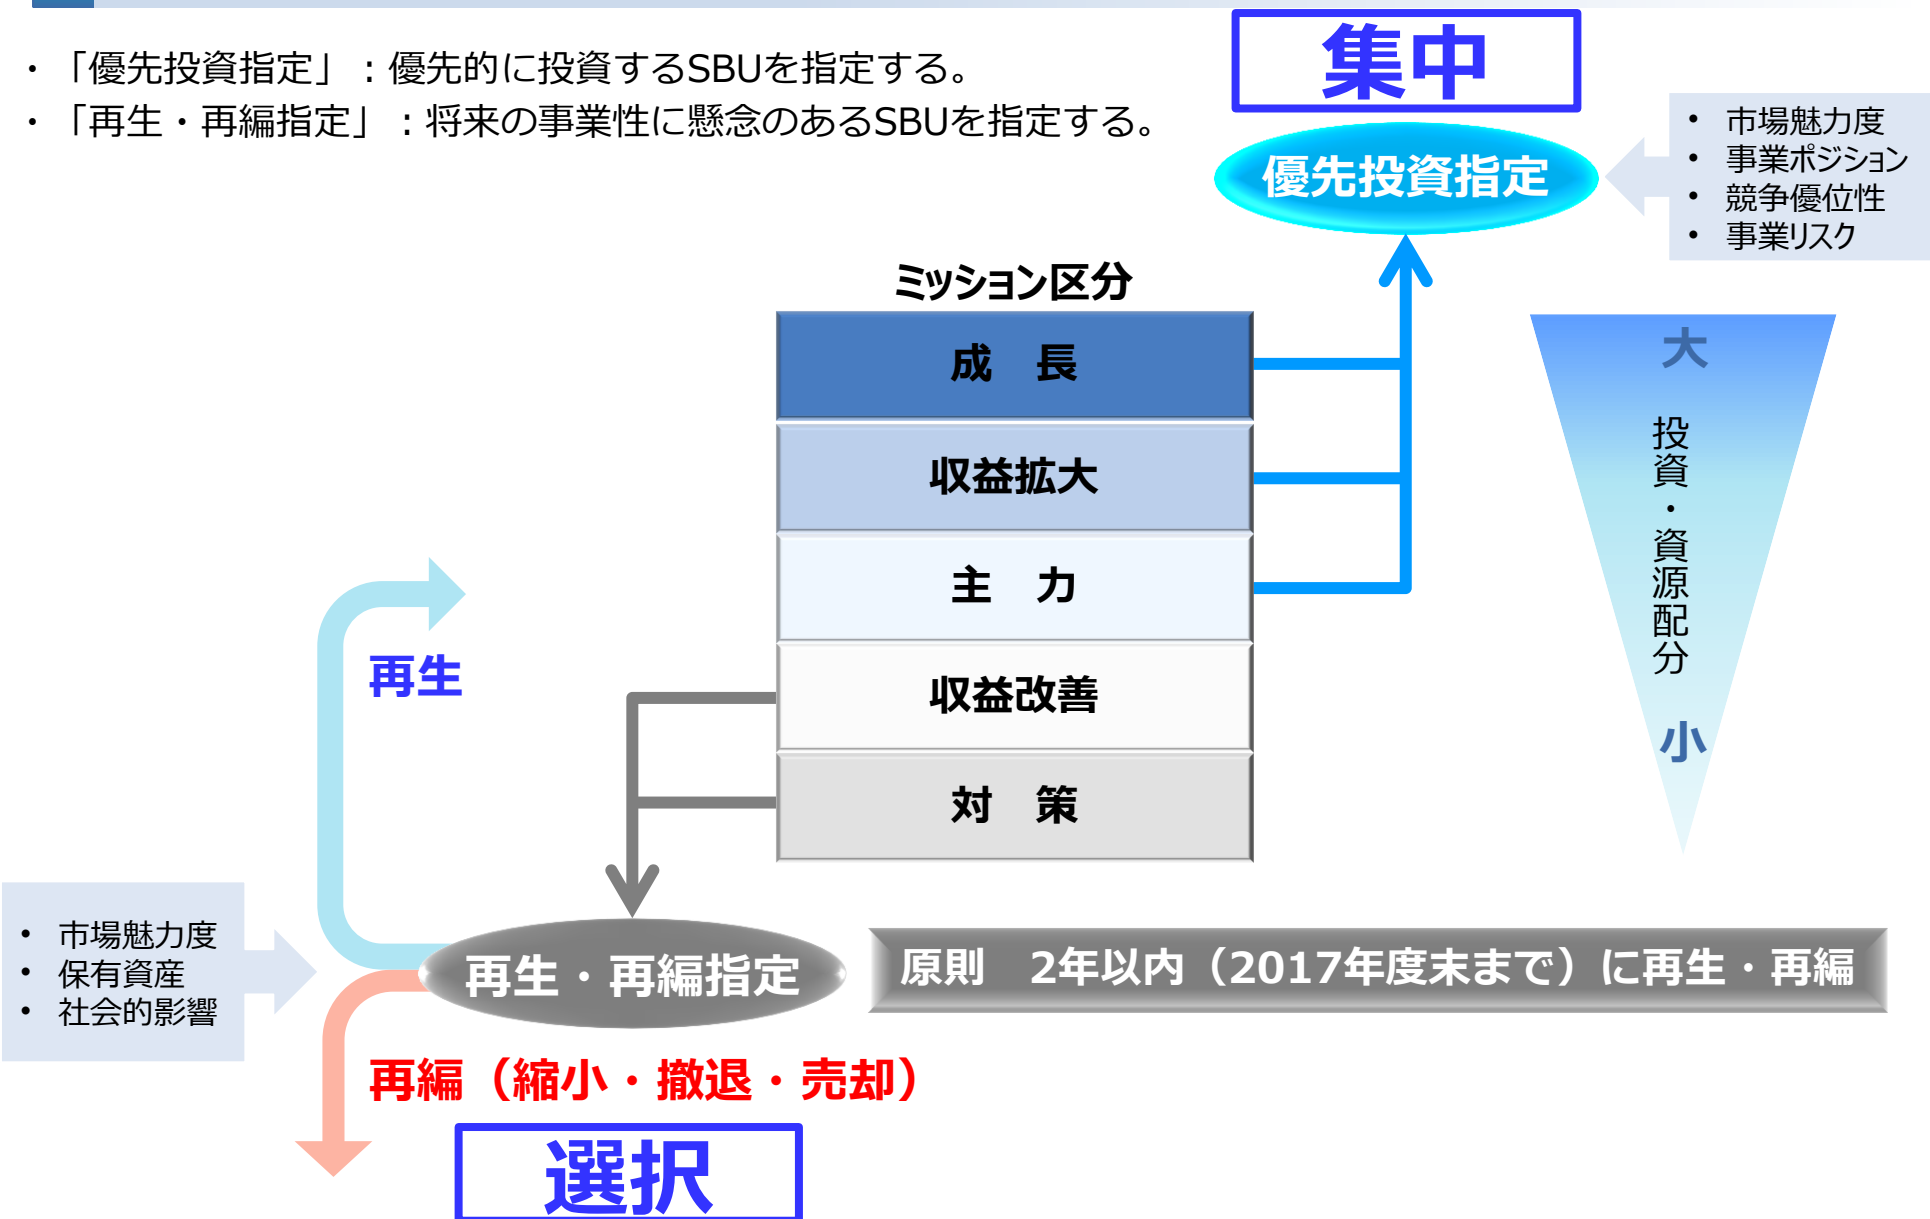 ・「優先投資指定」：優先的に投資するSBUを指定する。
・「再生・再編指定」：将来の事業性に懸念のあるSBUを指定する。
集中
優先投資指定
• 市場魅力度
• 事業ポジション
• 競争優位性
• 事業リスク
ミッション区分
成　長
収益拡大
主　力
収益改善
対　策
大
投資・資源配分
小
再生
• 市場魅力度
• 保有資産
• 社会的影響
再生・再編指定
原則　2年以内（2017年度末まで）に再生・再編
再編（縮小・撤退・売却）
選択